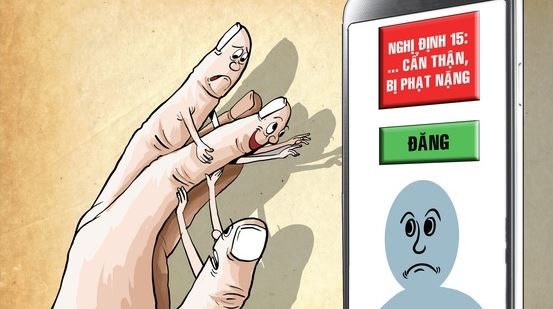 NGHỊ ĐỊNH 15:
... CẨN THẬN,
BỊ PHẠT NẶNG
ĐĂNG